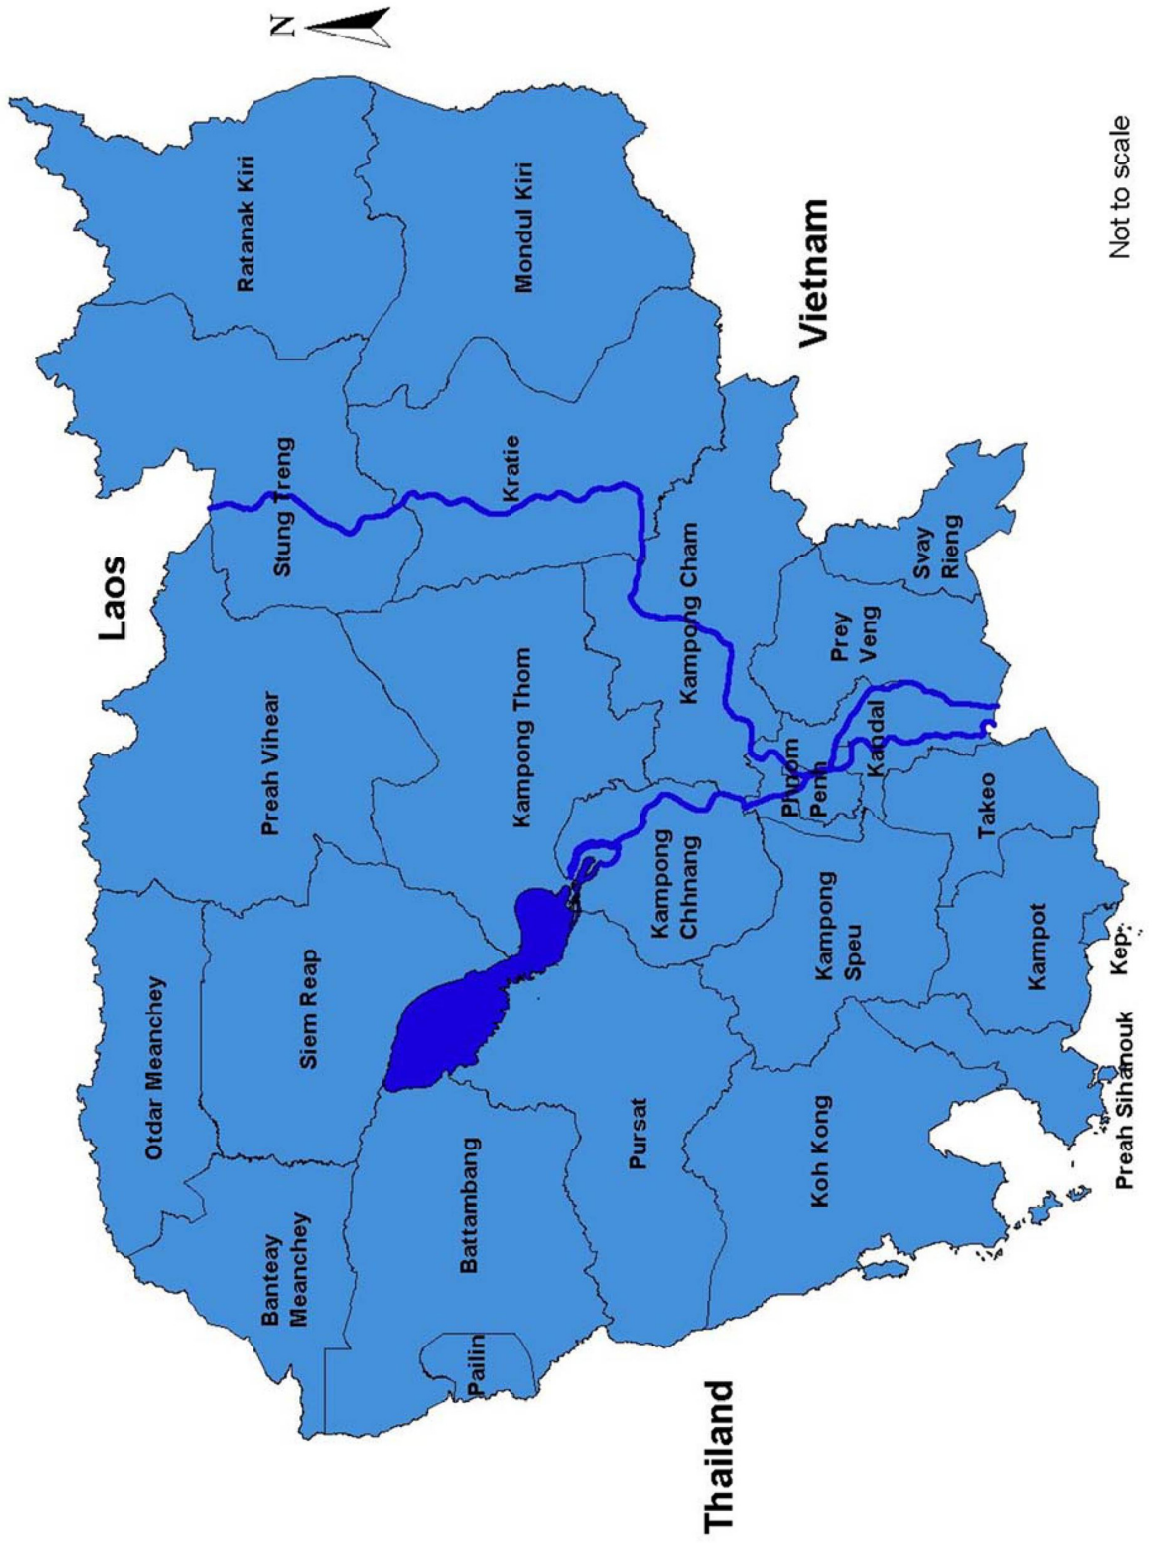 N
Laos
Ratanak Kiri
Stung Treng
Preah Vihear
Otdar Meanchey
Siem Reap
Banteay
Meanchey
Mondul Kiri
Kratie
Kampong Thom
Battambang
Pailin
Kampong Cham
Kampong
Chhnang
Pursat
Vietnam
Phnom
Penh
Prey
Veng
Kandal
Svay
Rieng
Kampong
Speu
Koh Kong
Takeo
Kampot
Kep
Preah Sihanouk
Thailand
Not to scale